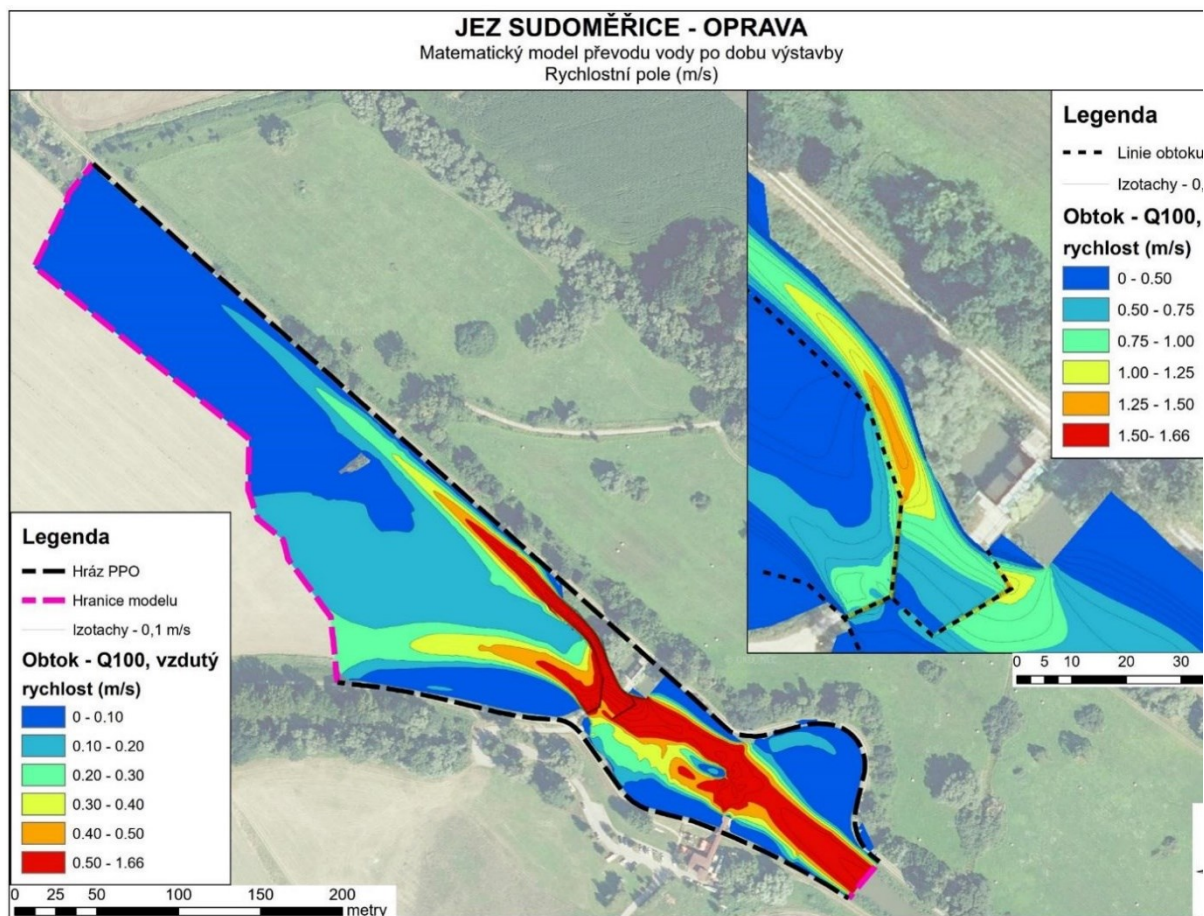 JEZ SUDOMĚŘICE - OPRAVA
Matematický model převodu vody po dobu výstavby
Rychlostní pole (m/s)
Legenda
Linie obtoku
Izotachy - 0,
Obtok - Q100,
rychlost (m/s)
0 - 0.50
0.50 - 0.75
0.75 - 1.00
1.00 - 1.25
1.25 - 1.50
1.50- 1.66
0 5 10 20 30
Legenda
Hráz PPO
Hranice modelu
Izotachy - 0,1 m/s
Obtok - Q100, vzdutý
rychlost (m/s)
0 - 0.10
0.10 - 0.20
0.20 - 0.30
0.30 - 0.40
0.40 - 0.50
0.50 - 1.66
0 25 50 100 150 200
metry